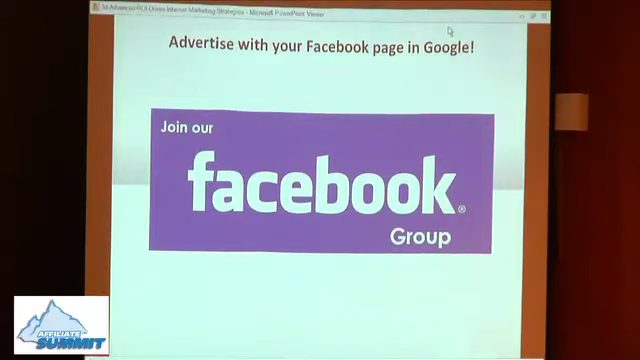 34-Advanced-ROI-Driven-Internet-Marketing-Strategies - Microsoft PowerPoint Viewer
Advertise with your Facebook page in Google!
Join our
facebook®
Group
AFFILIATE
SUMMIT